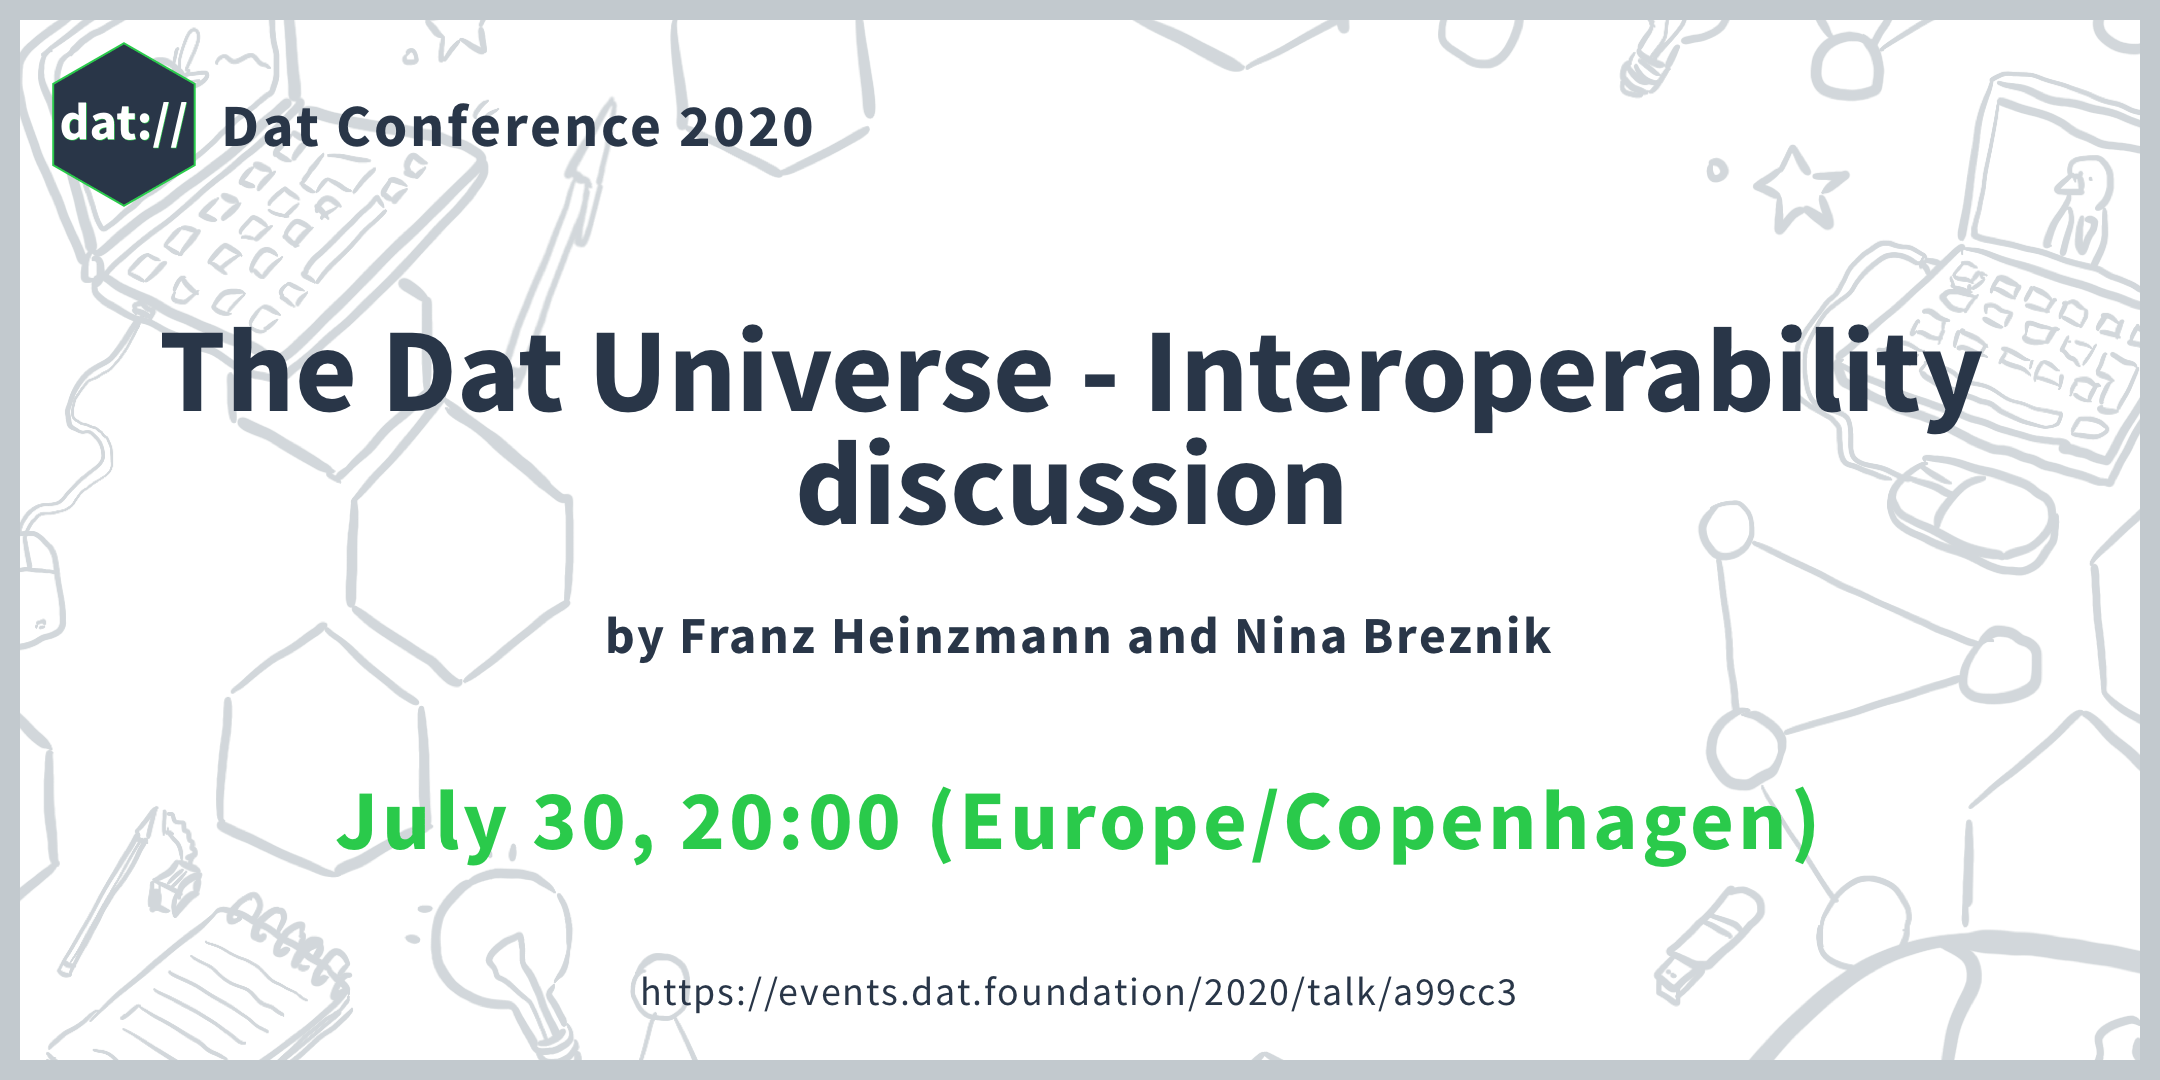 dat://
Dat Conference 2020
The Dat Universe - Interoperability
discussion
by Franz Heinzmann and Nina Breznik
July 30, 20:00 (Europe/Copenhagen)
https://events.dat.foundation/2020/talk/a99cc3